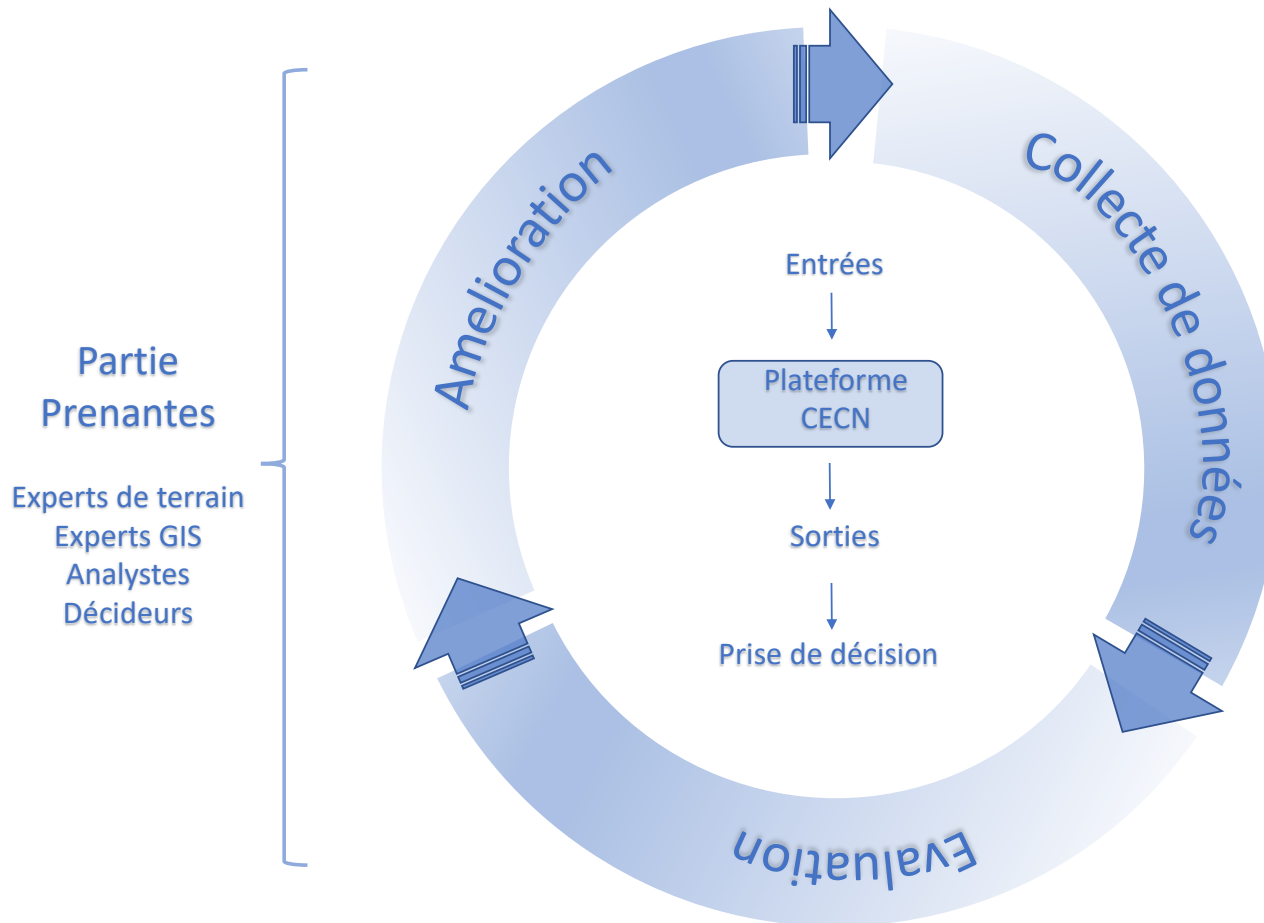 Partie
Prenantes
Experts de terrain
Experts GIS
Analystes
Décideurs
Amelioration
Collecte de données
Evaluation
Entrées
Plateforme
CECN
Sorties
Prise de décision